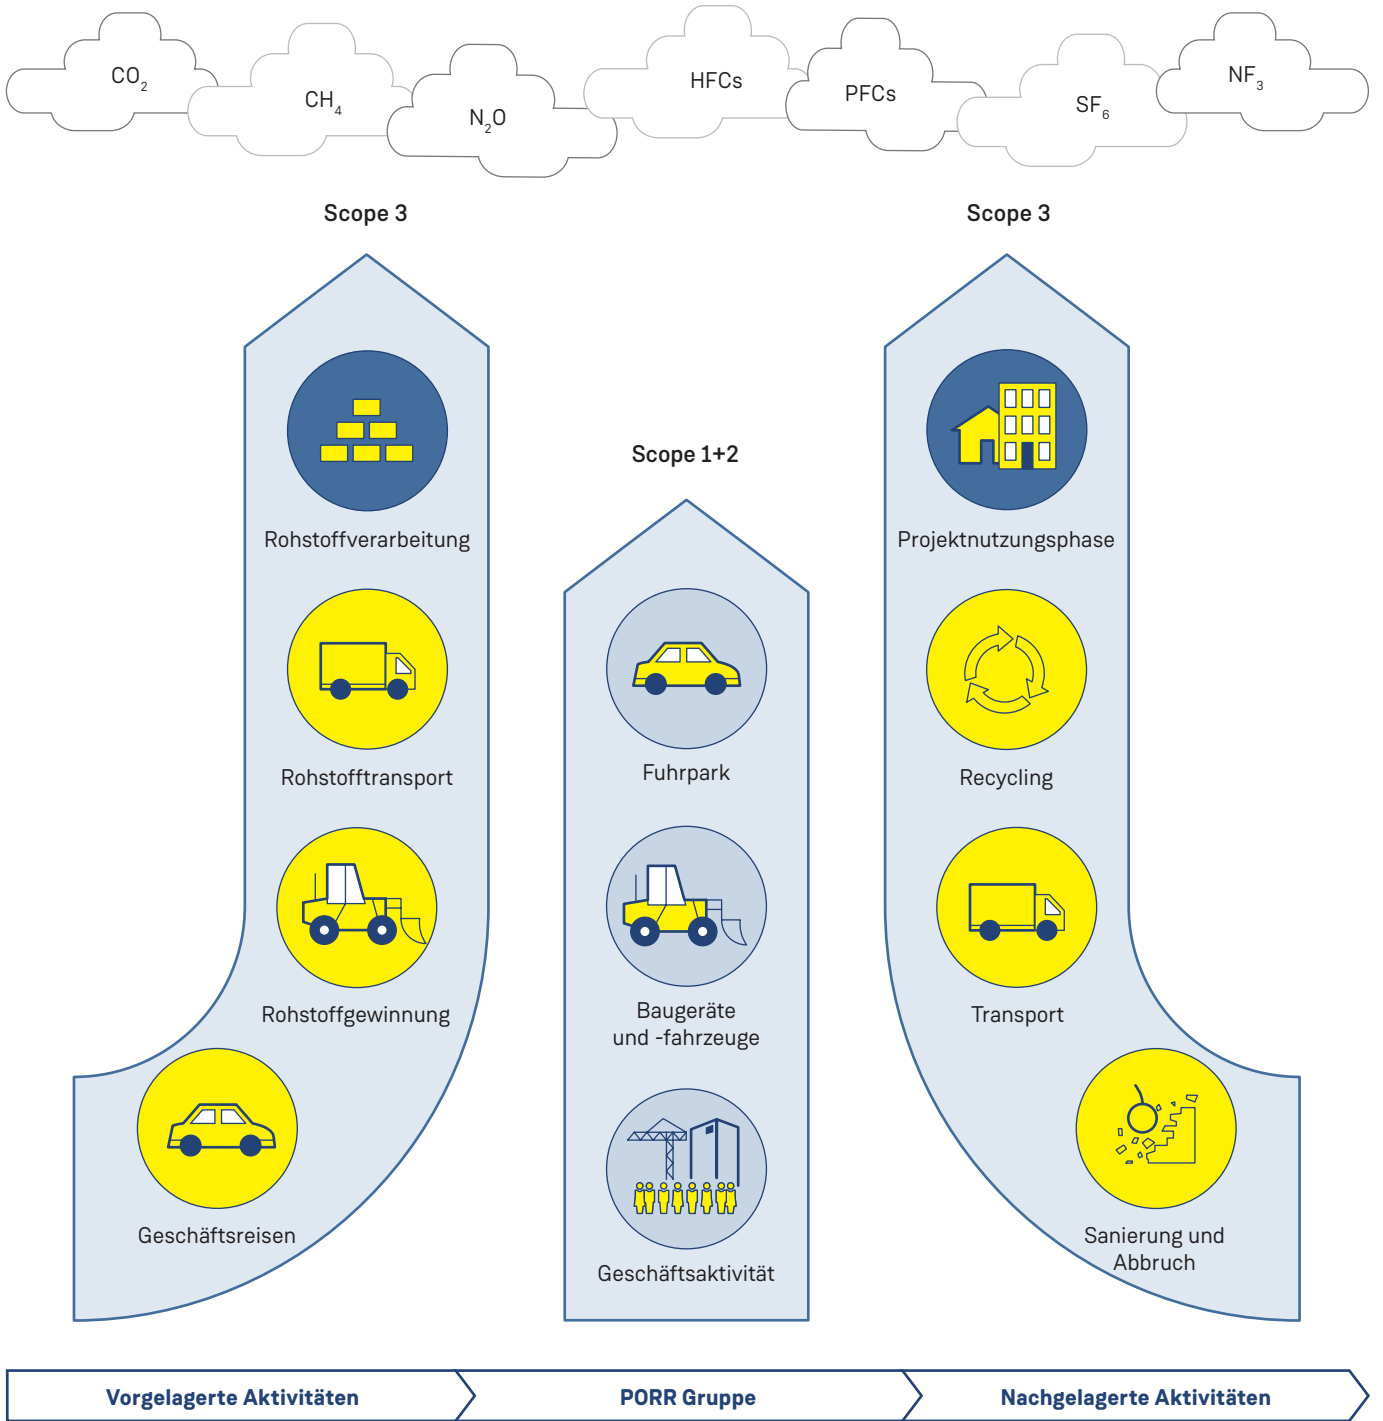 CO₂
CH₄
N₂O
HFCs
PFCs
SF₆
NF₃
Scope 3
Rohstoffverarbeitung
Rohstofftransport
Rohstoffgewinnung
Geschäftsreisen
Scope 1+2
Fuhrpark
Baugeräte
und -fahrzeuge
Geschäftsaktivität
Scope 3
Projektnutzungsphase
Recycling
Transport
Sanierung und
Abbruch
Vorgelagerte Aktivitäten
PORR Gruppe
Nachgelagerte Aktivitäten